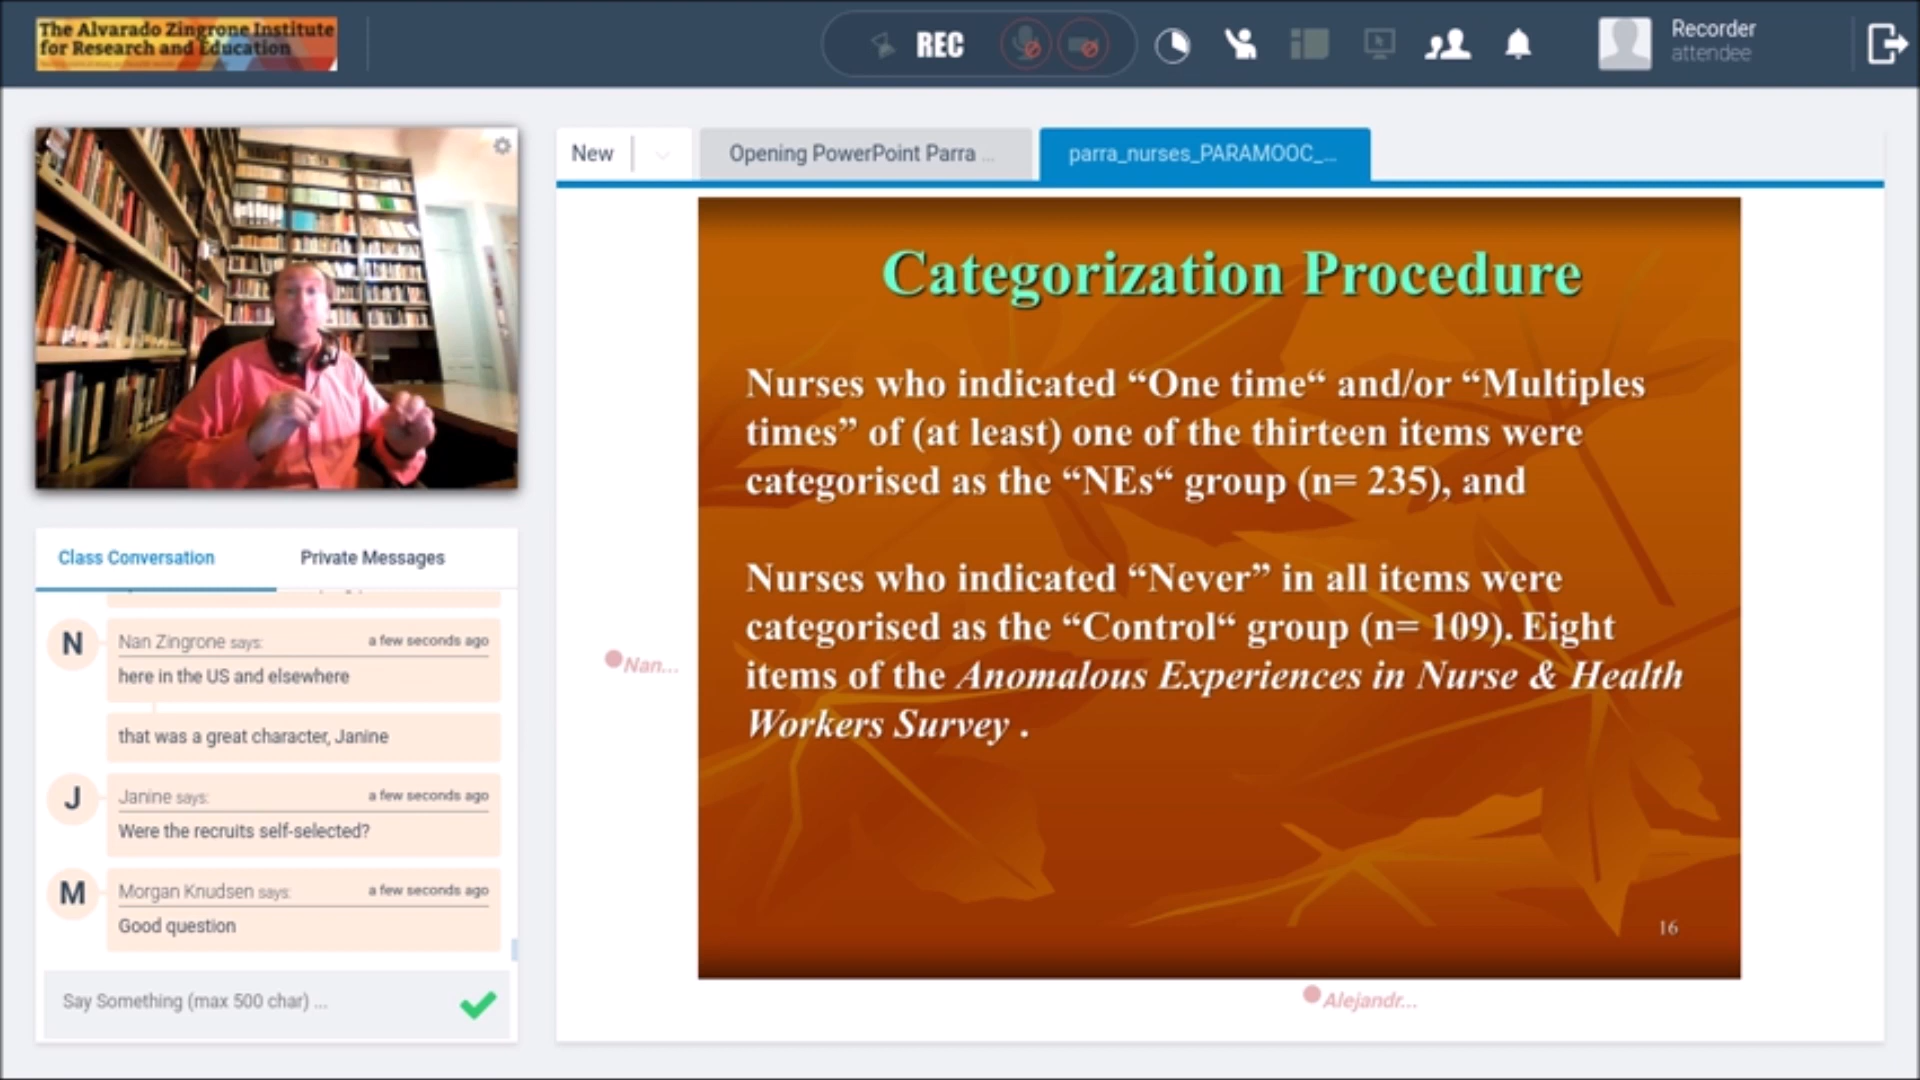 The Alvarado Zingrone Institute
for Research and Education
REC
Recorder
attendee
New
Opening PowerPoint Parra ...
parra_nurses_PARAMOOC_...
Categorization Procedure
Nurses who indicated “One time“ and/or “Multiples
times” of (at least) one of the thirteen items were
categorised as the “NEs“ group (n= 235), and
Nurses who indicated “Never” in all items were
categorised as the “Control“ group (n= 109). Eight
items of the Anomalous Experiences in Nurse & Health
Workers Survey .
16
Nan...
Alejandr...
Class Conversation
Private Messages
N
Nan Zingrone says:
a few seconds ago
here in the US and elsewhere
that was a great character, Janine
J
Janine says:
a few seconds ago
Were the recruits self-selected?
M
Morgan Knudsen says:
a few seconds ago
Good question
Say Something (max 500 char) ...